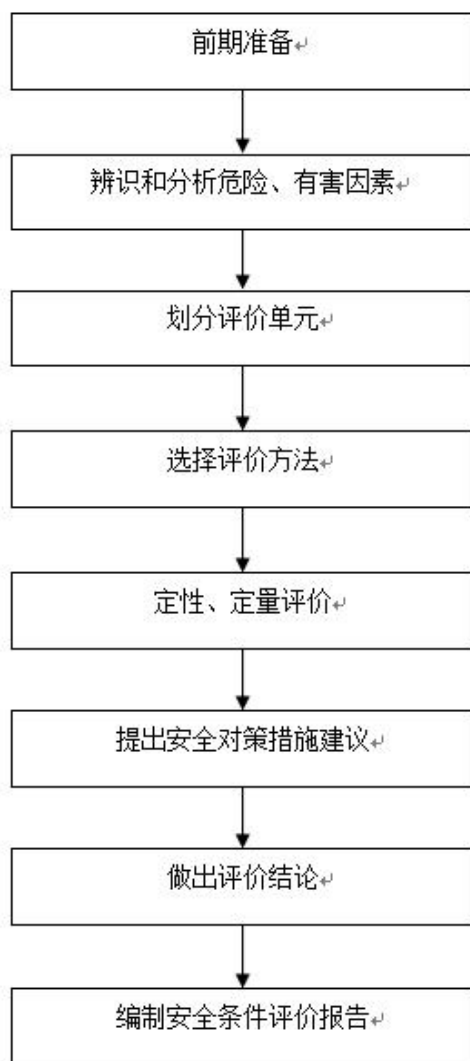 前期准备
辨识和分析危险、有害因素
划分评价单元
选择评价方法
定性、定量评价
提出安全对策措施建议
做出评价结论
编制安全条件评价报告